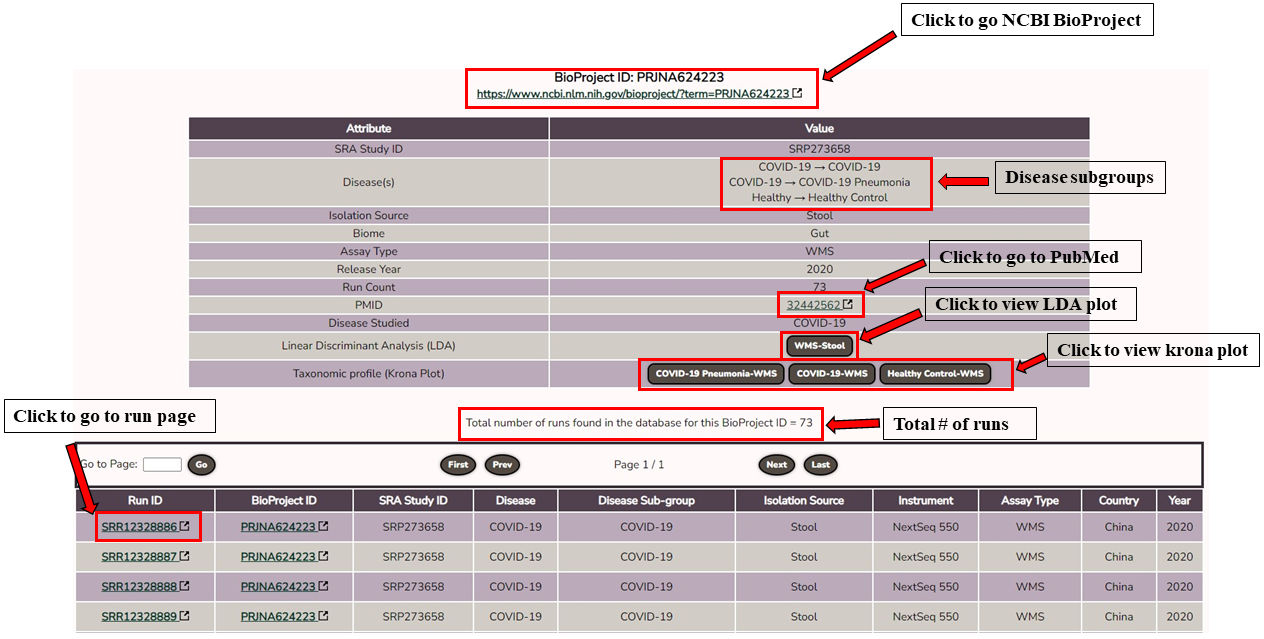 Click to go NCBI BioProject
BioProject ID: PRJNA624223
https://www.ncbi.nlm.nih.gov/bioproject/?term=PRJNA624223
Attribute Value
SRA Study ID SRP273658
Disease(s) COVID-19 → COVID-19
COVID-19 → COVID-19 Pneumonia
Healthy → Healthy Control
Disease subgroups
Isolation Source Stool
Biome Gut
Assay Type WMS
Release Year 2020
Click to go to PubMed
Run Count 73
PMID 32442562
Click to view LDA plot
Disease Studied COVID-19
Linear Discriminant Analysis (LDA) WMS-Stool
Click to view krona plot
Taxonomic profile (Krona Plot) COVID-19 Pneumonia-WMS COVID-19-WMS Healthy Control-WMS
Click to go to run page
Total number of runs found in the database for this BioProject ID = 73
Total # of runs
Go to Page: Go First Prev Page 1 / 1 Next Last
Run ID BioProject ID SRA Study ID Disease Disease Sub-group Isolation Source Instrument Assay Type Country Year
SRR12328886 PRJNA624223 SRP273658 COVID-19 COVID-19 Stool NextSeq 550 WMS China 2020
SRR12328887 PRJNA624223 SRP273658 COVID-19 COVID-19 Stool NextSeq 550 WMS China 2020
SRR12328888 PRJNA624223 SRP273658 COVID-19 COVID-19 Stool NextSeq 550 WMS China 2020
SRR12328889 PRJNA624223 SRP273658 COVID-19 COVID-19 Stool NextSeq 550 WMS China 2020